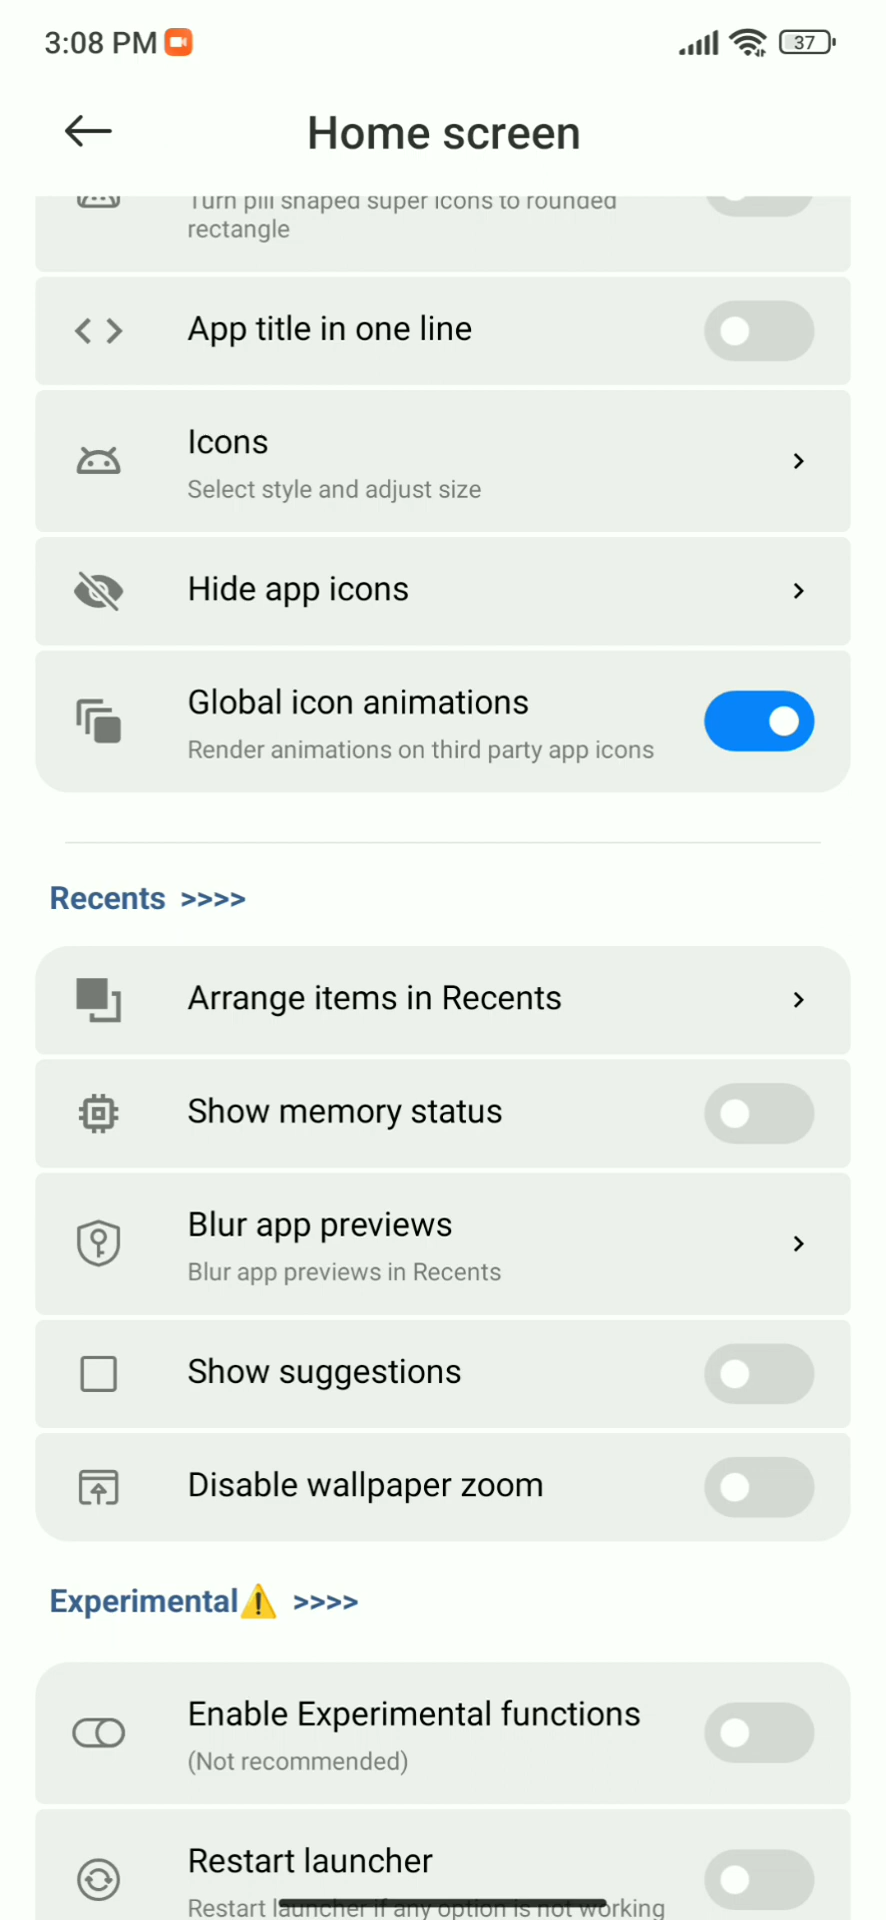 3:08 PM
37
Home screen
Turn pill shaped super icons to rounded
rectangle
App title in one line
Icons
Select style and adjust size
Hide app icons
Global icon animations
Render animations on third party app icons
Recents >>>>
Arrange items in Recents
Show memory status
Blur app previews
Blur app previews in Recents
Show suggestions
Disable wallpaper zoom
Experimental⚠️ >>>>
Enable Experimental functions
(Not recommended)
Restart launcher
Restart launcher if any option is not working